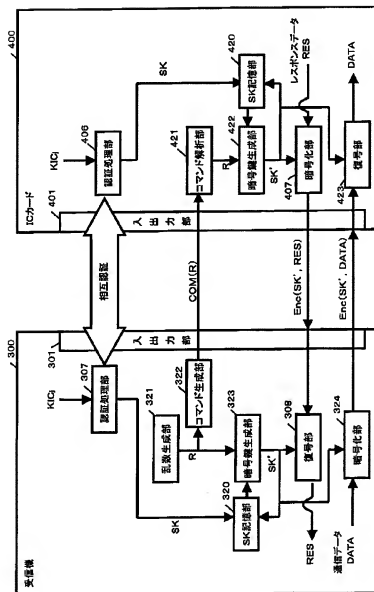 受信機
300
301
入出力部
KICj
307
認証処理部
相互認証
SK
321
乱数生成部
322
コマンド生成部
R
COM(R)
323
暗号鍵生成部
320
SK記憶部
SK'
308
復号部
RES
Enc(SK', RES)
324
暗号化部
通信データ
DATA
Enc(SK', DATA)
ICカード
400
401
入出力部
KICj
406
認証処理部
SK
420
SK記憶部
421
コマンド解析部
R
422
暗号鍵生成部
SK'
407
暗号化部
レスポンスデータ
RES
423
復号部
DATA